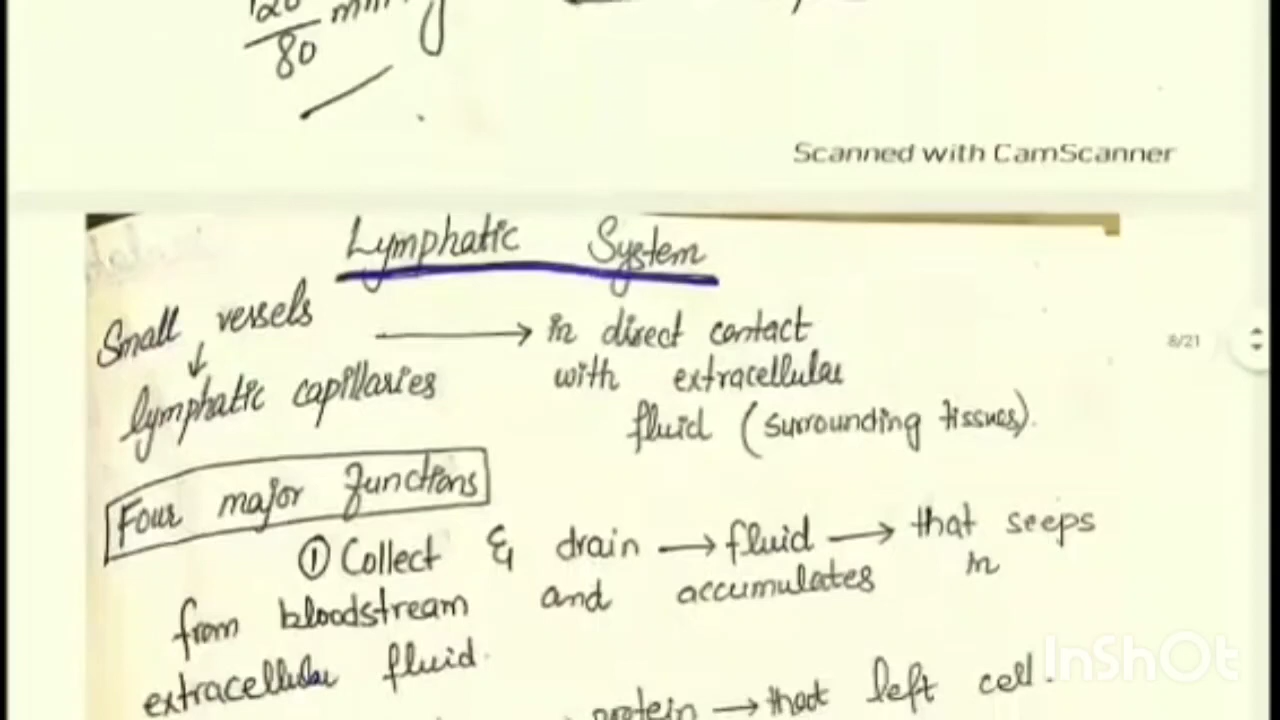 80
Scanned with CamScanner
Lymphatic System
Small vessels → in direct contact
↓ with extracellular
lymphatic capillaries fluid (surrounding tissues).
8/21
Four major functions
① Collect & drain → fluid → that seeps
from bloodstream and accumulates in
extracellular fluid.
protein → that left cell.
InShOt